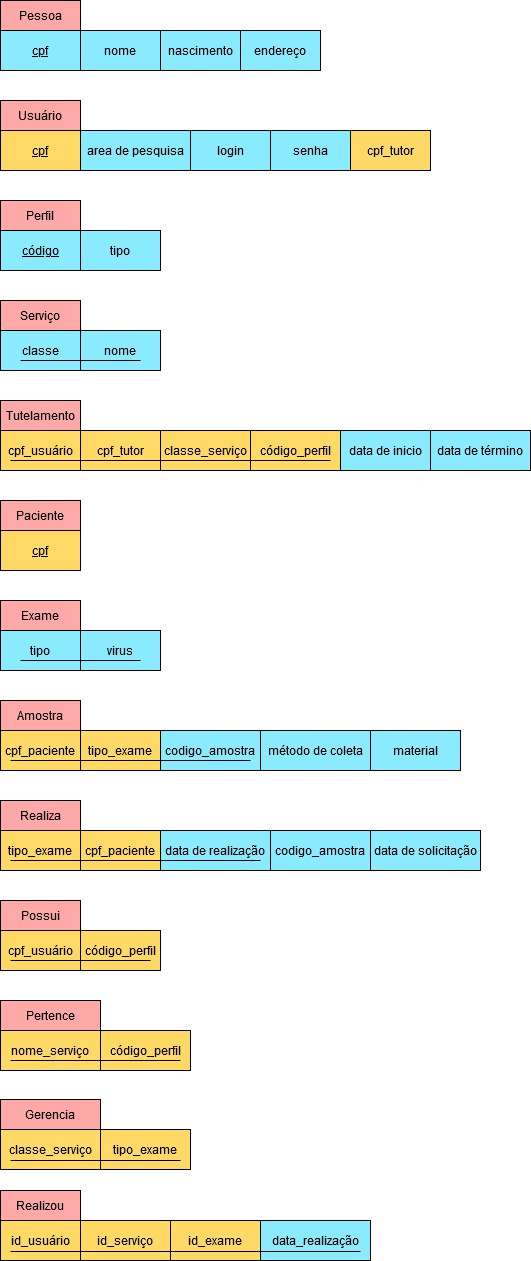 Pessoa
cpf nome nascimento endereço
Usuário
cpf area de pesquisa login senha cpf_tutor
Perfil
código tipo
Serviço
classe nome
Tutelamento
cpf_usuário cpf_tutor classe_serviço código_perfil data de inicio data de término
Paciente
cpf
Exame
tipo virus
Amostra
cpf_paciente tipo_exame codigo_amostra método de coleta material
Realiza
tipo_exame cpf_paciente data de realização codigo_amostra data de solicitação
Possui
cpf_usuário código_perfil
Pertence
nome_serviço código_perfil
Gerencia
classe_serviço tipo_exame
Realizou
id_usuário id_serviço id_exame data_realização